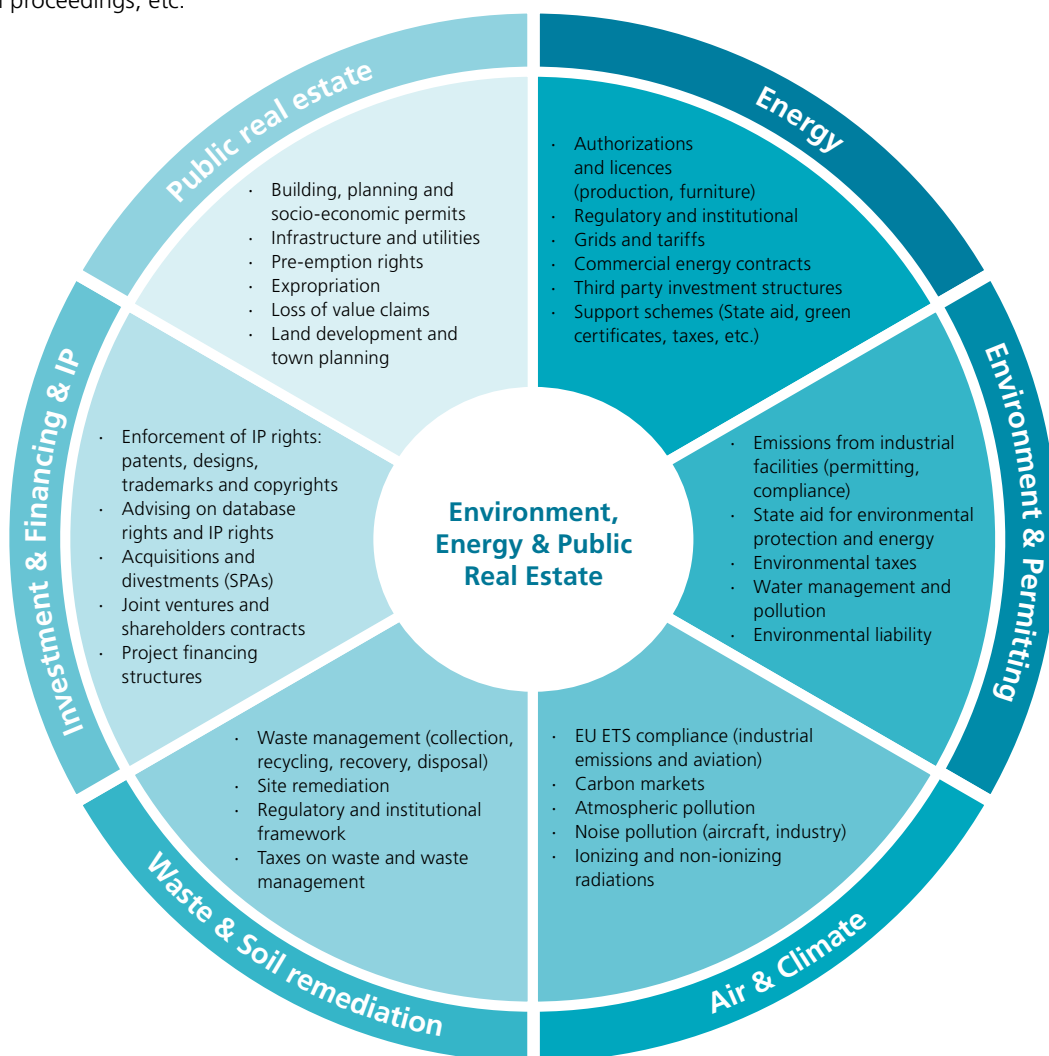 proceedings, etc.
Public real estate
· Building, planning and
socio-economic permits
· Infrastructure and utilities
· Pre-emption rights
· Expropriation
· Loss of value claims
· Land development and
town planning
Energy
· Authorizations
and licences
(production, furniture)
· Regulatory and institutional
· Grids and tariffs
· Commercial energy contracts
· Third party investment structures
· Support schemes (State aid, green
certificates, taxes, etc.)
Environment & Permitting
· Emissions from industrial
facilities (permitting,
compliance)
· State aid for environmental
protection and energy
· Environmental taxes
· Water management and
pollution
· Environmental liability
Air & Climate
· EU ETS compliance (industrial
emissions and aviation)
· Carbon markets
· Atmospheric pollution
· Noise pollution (aircraft, industry)
· Ionizing and non-ionizing
radiations
Waste & Soil remediation
· Waste management (collection,
recycling, recovery, disposal)
· Site remediation
· Regulatory and institutional
framework
· Taxes on waste and waste
management
Investment & Financing & IP
· Enforcement of IP rights:
patents, designs,
trademarks and copyrights
· Advising on database
rights and IP rights
· Acquisitions and
divestments (SPAs)
· Joint ventures and
shareholders contracts
· Project financing
structures
Environment,
Energy & Public
Real Estate